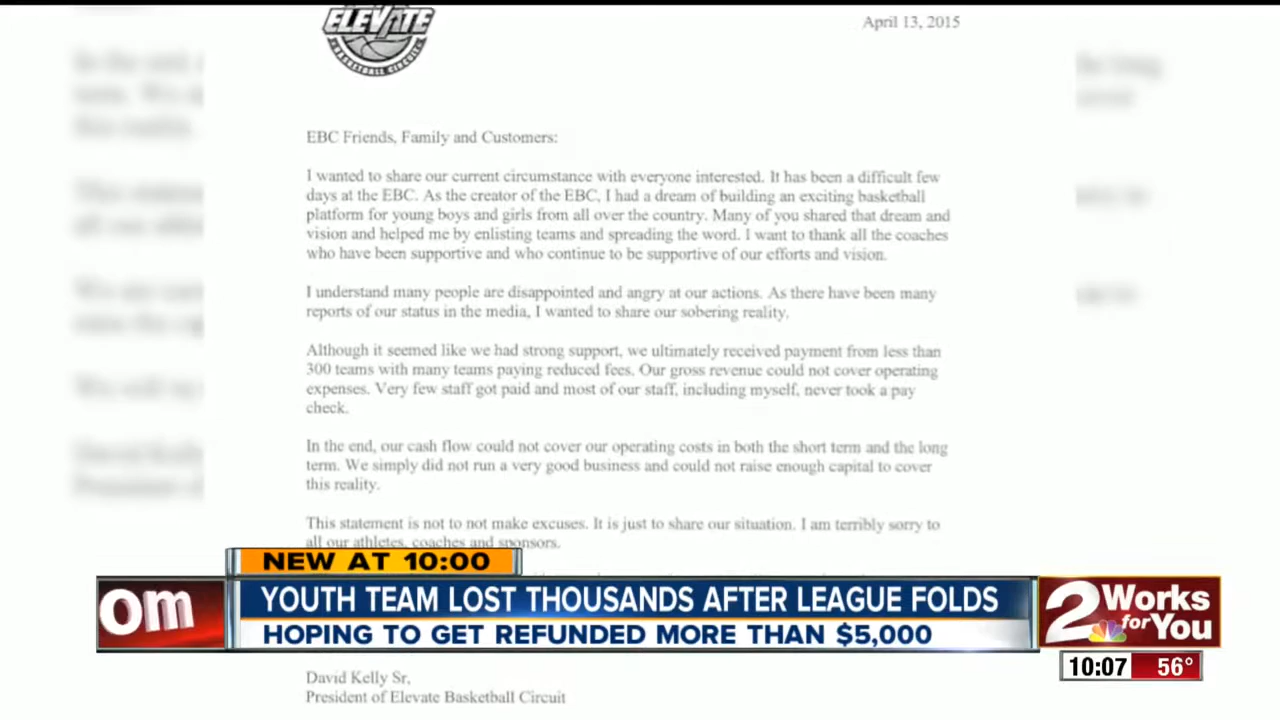 ELEVATE
BASKETBALL CIRCUIT
April 13, 2015
EBC Friends, Family and Customers:
I wanted to share our current circumstance with everyone interested. It has been a difficult few
days at the EBC. As the creator of the EBC, I had a dream of building an exciting basketball
platform for young boys and girls from all over the country. Many of you shared that dream and
vision and helped me by enlisting teams and spreading the word. I want to thank all the coaches
who have been supportive and who continue to be supportive of our efforts and vision.
I understand many people are disappointed and angry at our actions. As there have been many
reports of our status in the media, I wanted to share our sobering reality.
Although it seemed like we had strong support, we ultimately received payment from less than
300 teams with many teams paying reduced fees. Our gross revenue could not cover operating
expenses. Very few staff got paid and most of our staff, including myself, never took a pay
check.
In the end, our cash flow could not cover our operating costs in both the short term and the long
term. We simply did not run a very good business and could not raise enough capital to cover
this reality.
This statement is not to not make excuses. It is just to share our situation. I am terribly sorry to
all our athletes, coaches and sponsors.
NEW AT 10:00
om
YOUTH TEAM LOST THOUSANDS AFTER LEAGUE FOLDS
HOPING TO GET REFUNDED MORE THAN $5,000
2 Works for You
10:07 56°
David Kelly Sr,
President of Elevate Basketball Circuit